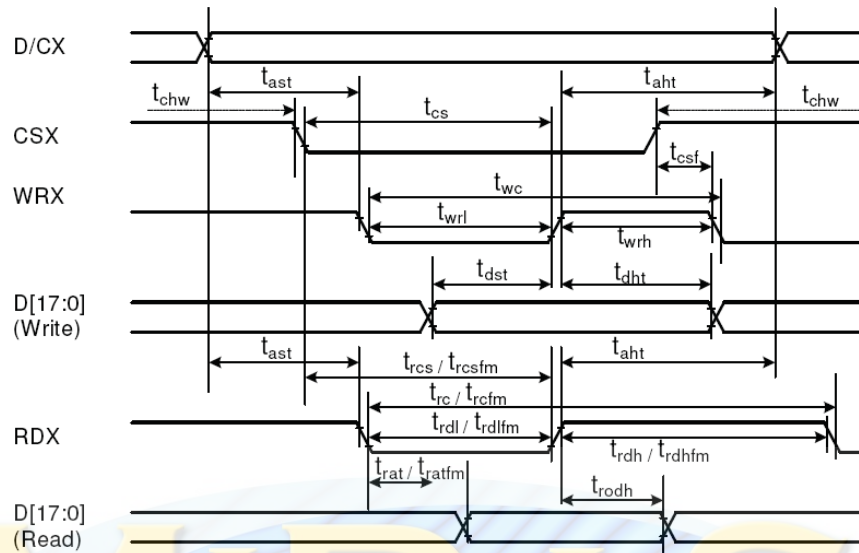 D/CX
t_ast
t_aht
t_chw
t_chw
t_cs
CSX
t_csf
WRX
t_wc
t_wrl
t_wrh
t_dst
t_dht
D[17:0]
(Write)
t_ast
t_aht
t_rcs / t_rcsfm
t_rc / t_rcfm
RDX
t_rdl / t_rdlfm
t_rdh / t_rdhfm
t_rat / t_ratfm
t_rodh
D[17:0]
(Read)